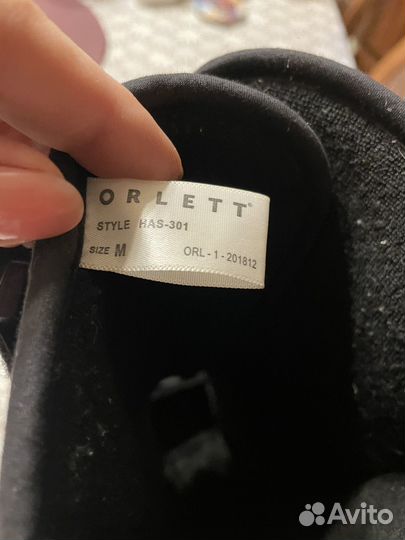 ORLETT®
STYLE HAS-301
SIZE M ORL-1-201812
Avito